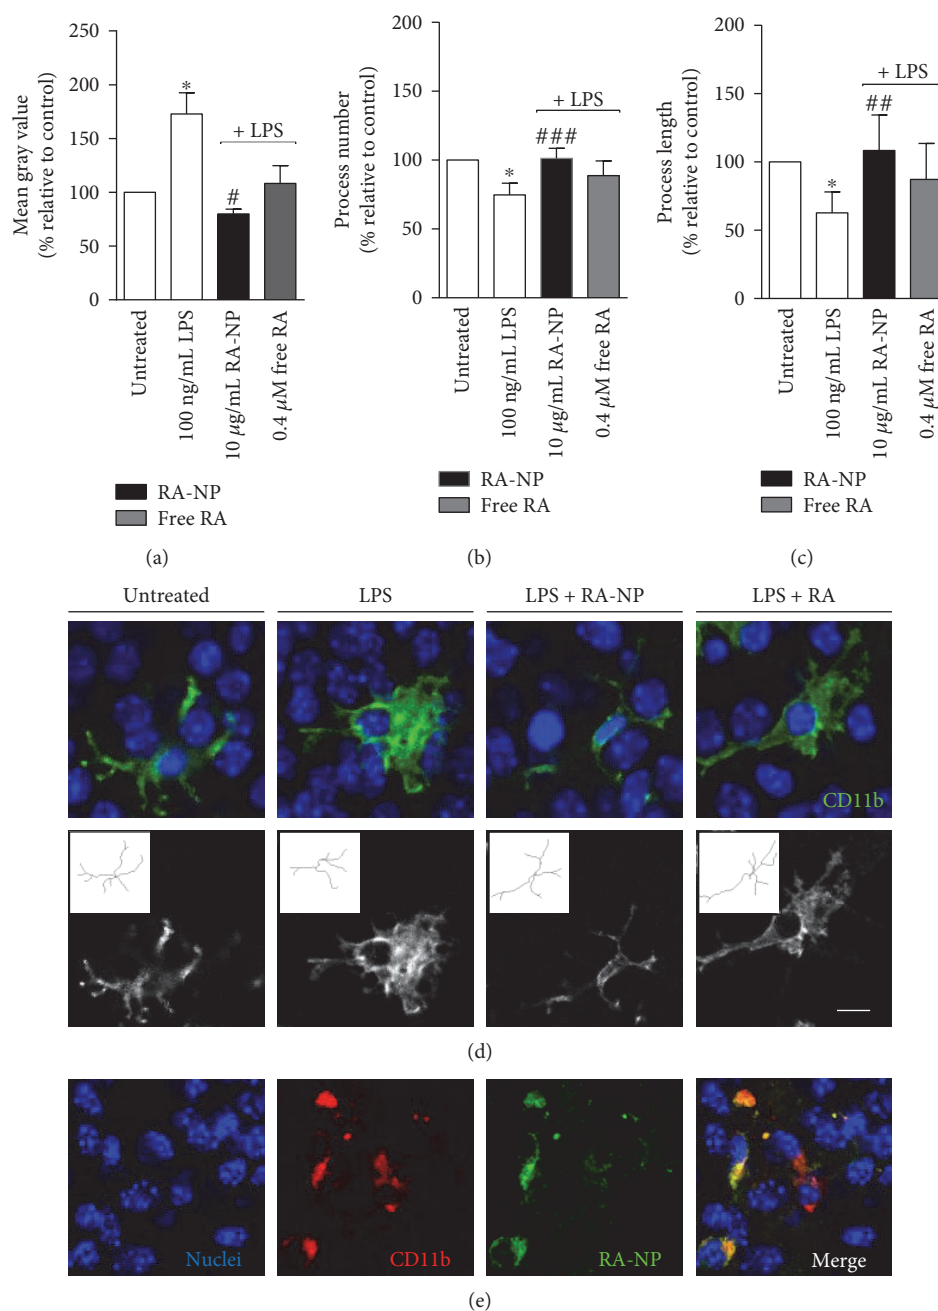 250
200
150
100
50
0
Mean gray value
(% relative to control)
*
+ LPS
#
Untreated
100 ng/mL LPS
10 μg/mL RA-NP
0.4 μM free RA
RA-NP
Free RA
(a)
200
150
100
50
0
Process number
(% relative to control)
+ LPS
###
*
Untreated
100 ng/mL LPS
10 μg/mL RA-NP
0.4 μM free RA
RA-NP
Free RA
(b)
200
150
100
50
0
Process length
(% relative to control)
+ LPS
##
*
Untreated
100 ng/mL LPS
10 μg/mL RA-NP
0.4 μM free RA
RA-NP
Free RA
(c)
Untreated
LPS
LPS + RA-NP
LPS + RA
CD11b
(d)
Nuclei
CD11b
RA-NP
Merge
(e)